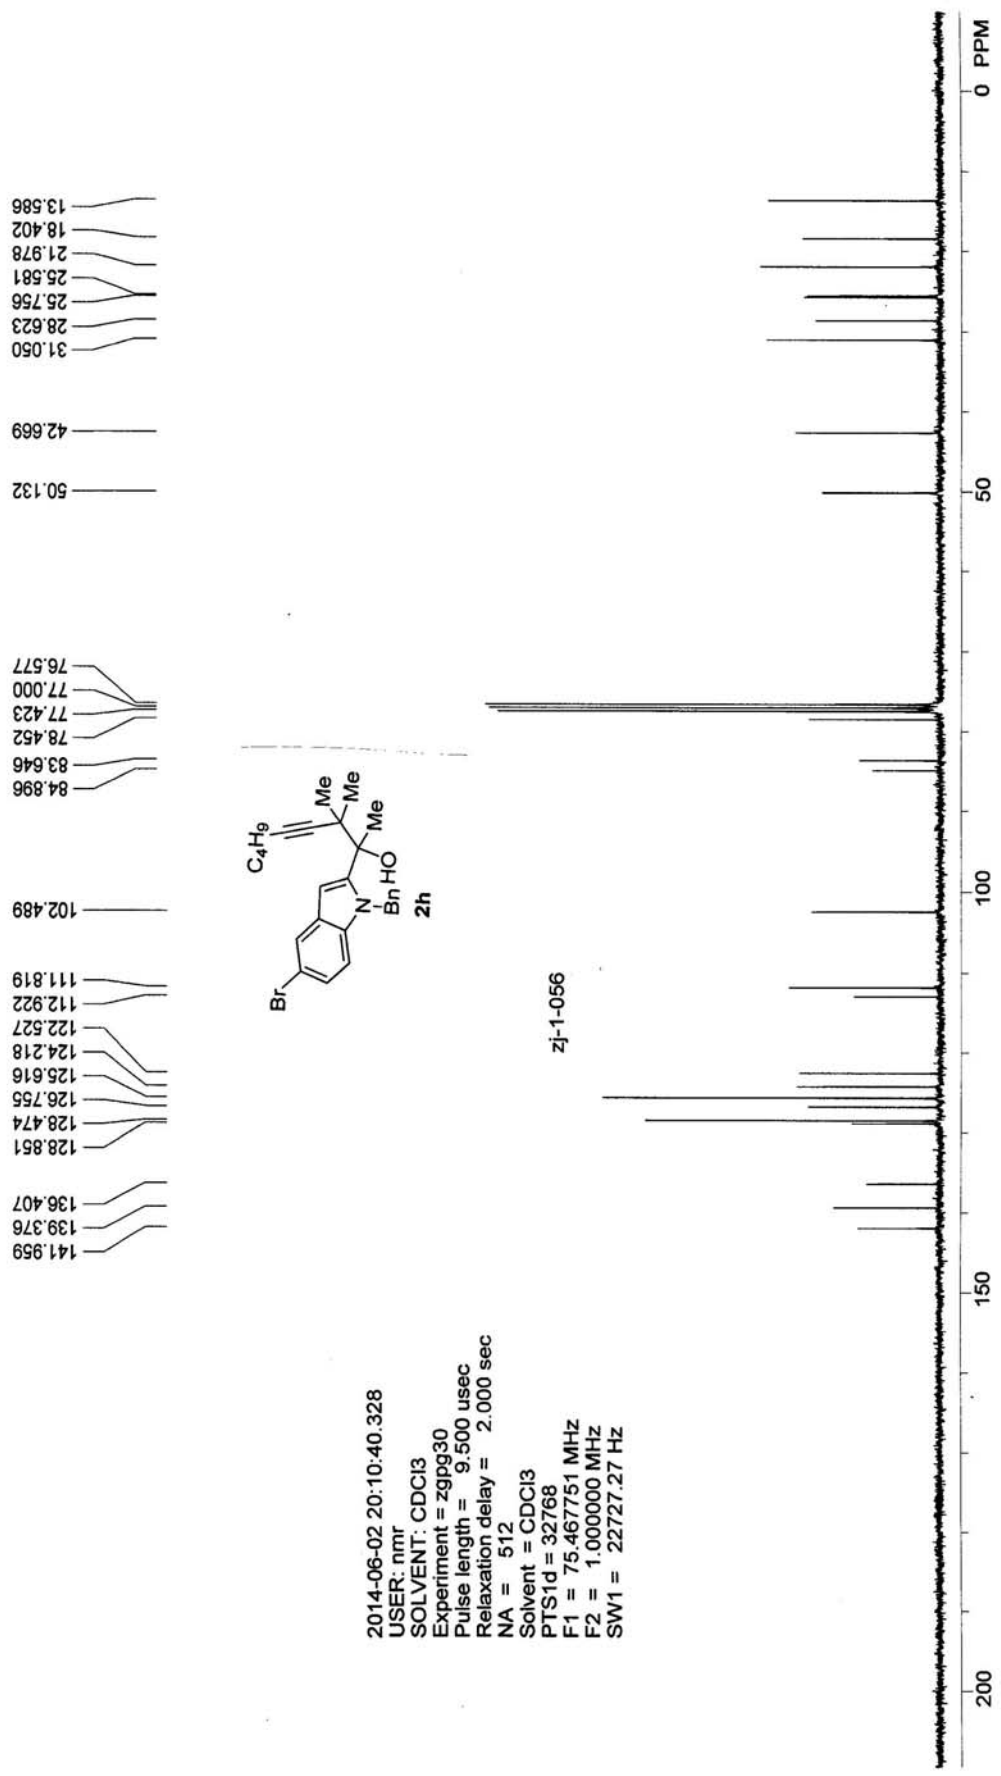 141.959
139.376
136.407
128.851
128.474
126.755
125.616
124.218
122.527
112.922
111.819
102.489
84.896
83.646
78.452
77.423
77.000
76.577
50.132
42.669
31.050
28.623
25.756
25.581
21.978
18.402
13.586
C4H9
Br
Me
Me
Me
HO
N
Bn
2h
zj-1-056
2014-06-02 20:10:40.328
USER: nmr
SOLVENT: CDCl3
Experiment = zgpg30
Pulse length = 9.500 usec
Relaxation delay = 2.000 sec
NA = 512
Solvent = CDCl3
PTS1d = 32768
F1 = 75.467751 MHz
F2 = 1.000000 MHz
SW1 = 22727.27 Hz
200
150
100
50
0 PPM